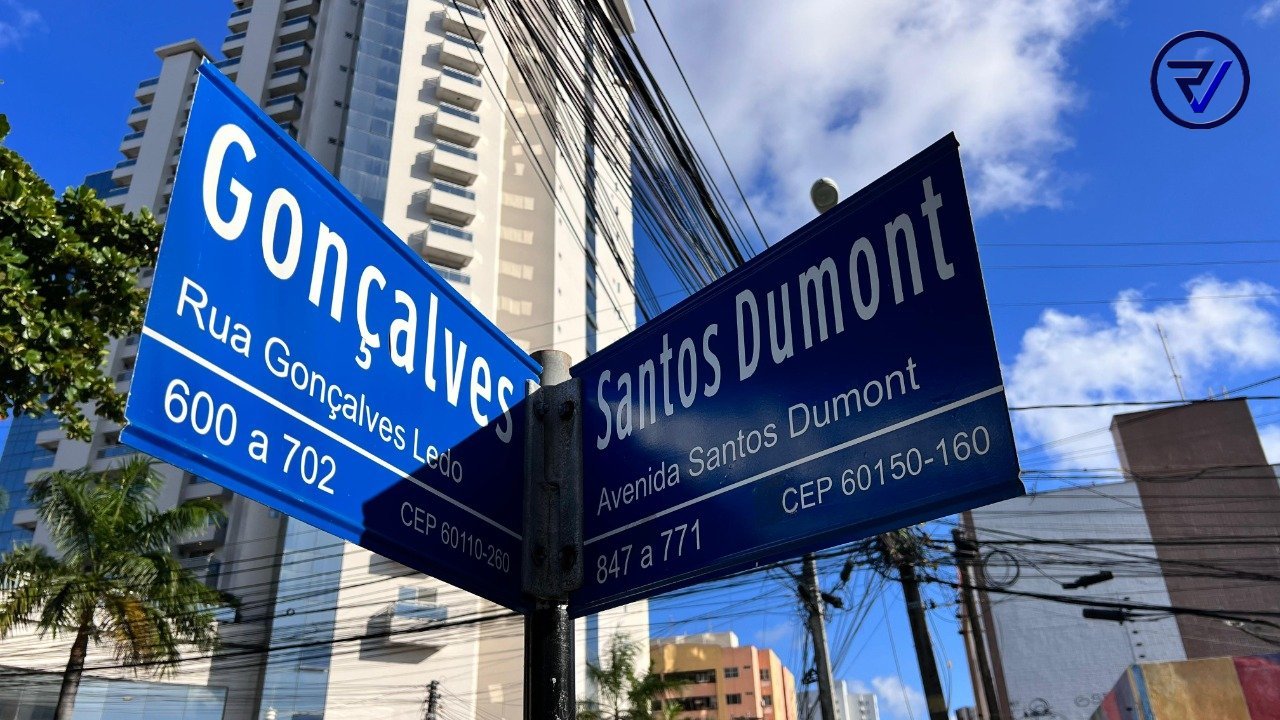 Gonçalves
Rua Gonçalves Ledo
600 a 702
CEP 60110-260
Santos Dumont
Avenida Santos Dumont
CEP 60150-160
847 a 771